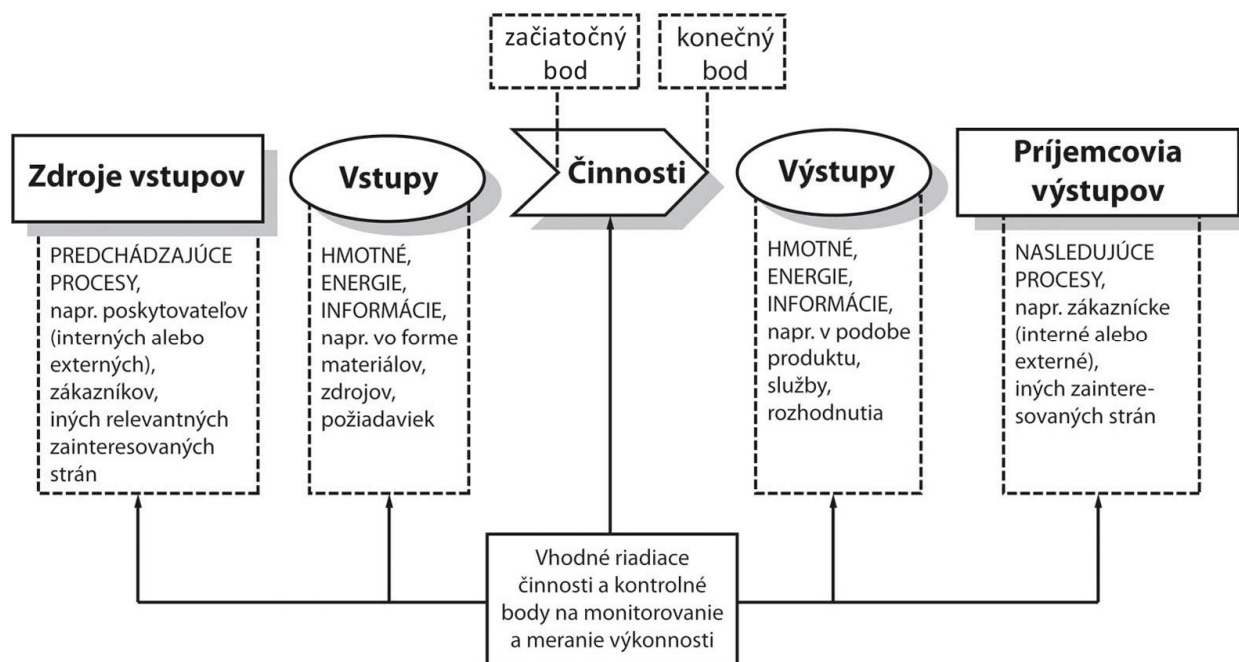 začiatočný
bod
konečný
bod
Zdroje vstupov
Vstupy
Činnosti
Výstupy
Príjemcovia
výstupov
PREDCHÁDZAJÚCE
PROCESY,
napr. poskytovateľov
(interných alebo
externých),
zákazníkov,
iných relevantných
zainteresovaných
strán
HMOTNÉ,
ENERGIE,
INFORMÁCIE,
napr. vo forme
materiálov,
zdrojov,
požiadaviek
HMOTNÉ,
ENERGIE,
INFORMÁCIE,
napr. v podobe
produktu,
služby,
rozhodnutia
NASLEDUJÚCE
PROCESY,
napr. zákaznícke
(interné alebo
externé),
iných zaintere-
sovaných strán
Vhodné riadiace
činnosti a kontrolné
body na monitorovanie
a meranie výkonnosti